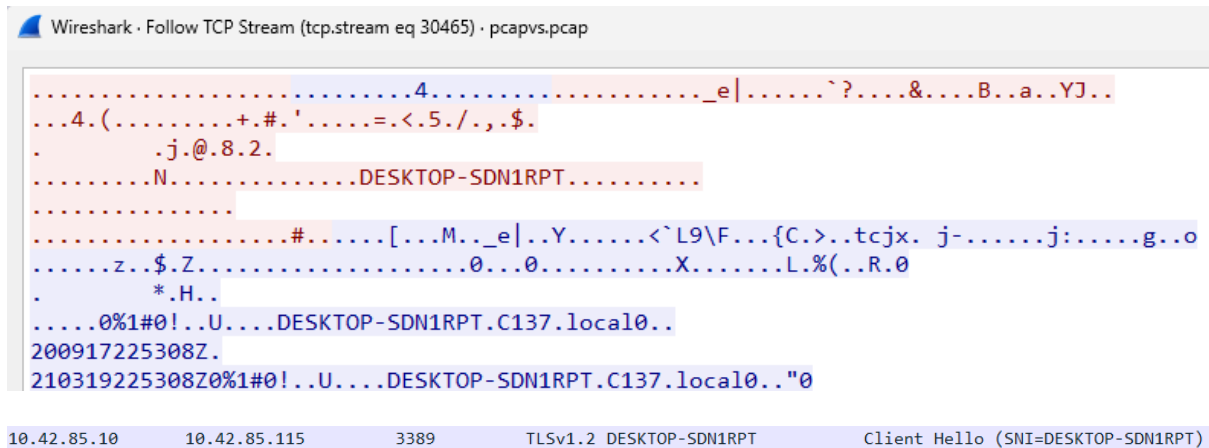 Wireshark · Follow TCP Stream (tcp.stream eq 30465) · pcapvs.pcap
.............................4......................_e|......`?....&....B..a..YJ..
...4.(.........+.#.'.....=.<.5./.,.$.
.         .j.@.8.2.
.........N..............DESKTOP-SDN1RPT..........
...............
...................#......[...M.._e|..Y......<`L9\F...{C.>..tcjx. j-......j:.....g..o
......z..$.Z....................0...0..........X.......L.%(..R.0
.         *.H..
.....0%1#0!..U....DESKTOP-SDN1RPT.C137.local0..
200917225308Z.
210319225308Z0%1#0!..U....DESKTOP-SDN1RPT.C137.local0.."0
10.42.85.10 10.42.85.115 3389 TLSv1.2 DESKTOP-SDN1RPT Client Hello (SNI=DESKTOP-SDN1RPT)